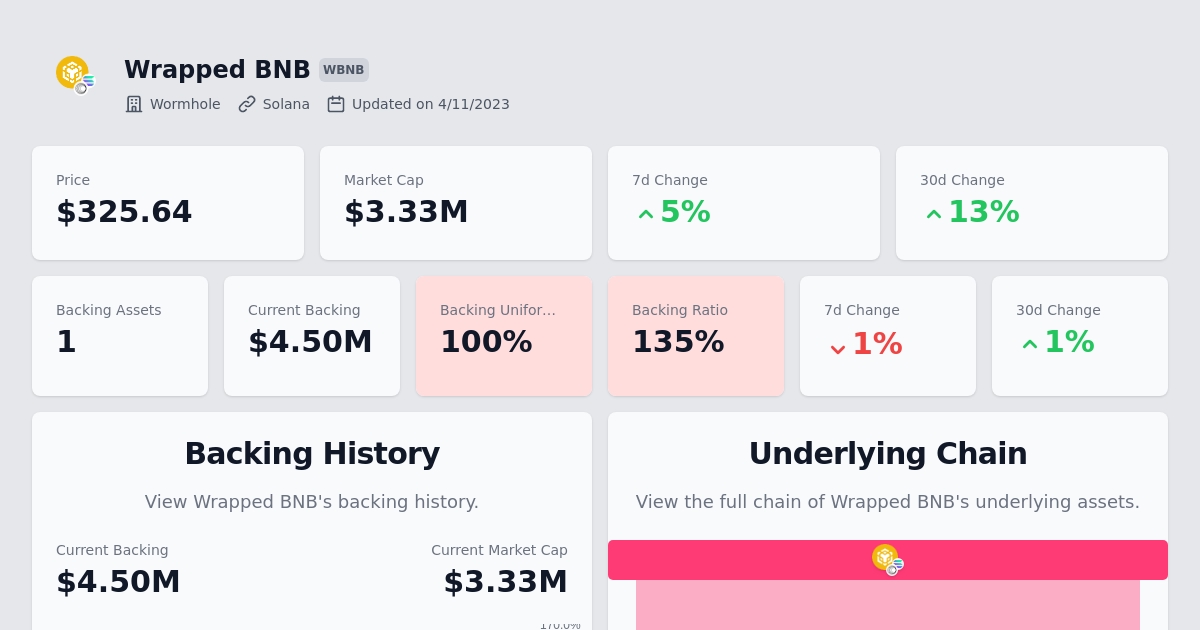 Wrapped BNB WBNB
Wormhole Solana Updated on 4/11/2023
Price
$325.64
Market Cap
$3.33M
7d Change
5%
30d Change
13%
Backing Assets
1
Current Backing
$4.50M
Backing Unifor...
100%
Backing Ratio
135%
7d Change
1%
30d Change
1%
Backing History
View Wrapped BNB's backing history.
Current Backing
$4.50M
Current Market Cap
$3.33M
Underlying Chain
View the full chain of Wrapped BNB's underlying assets.